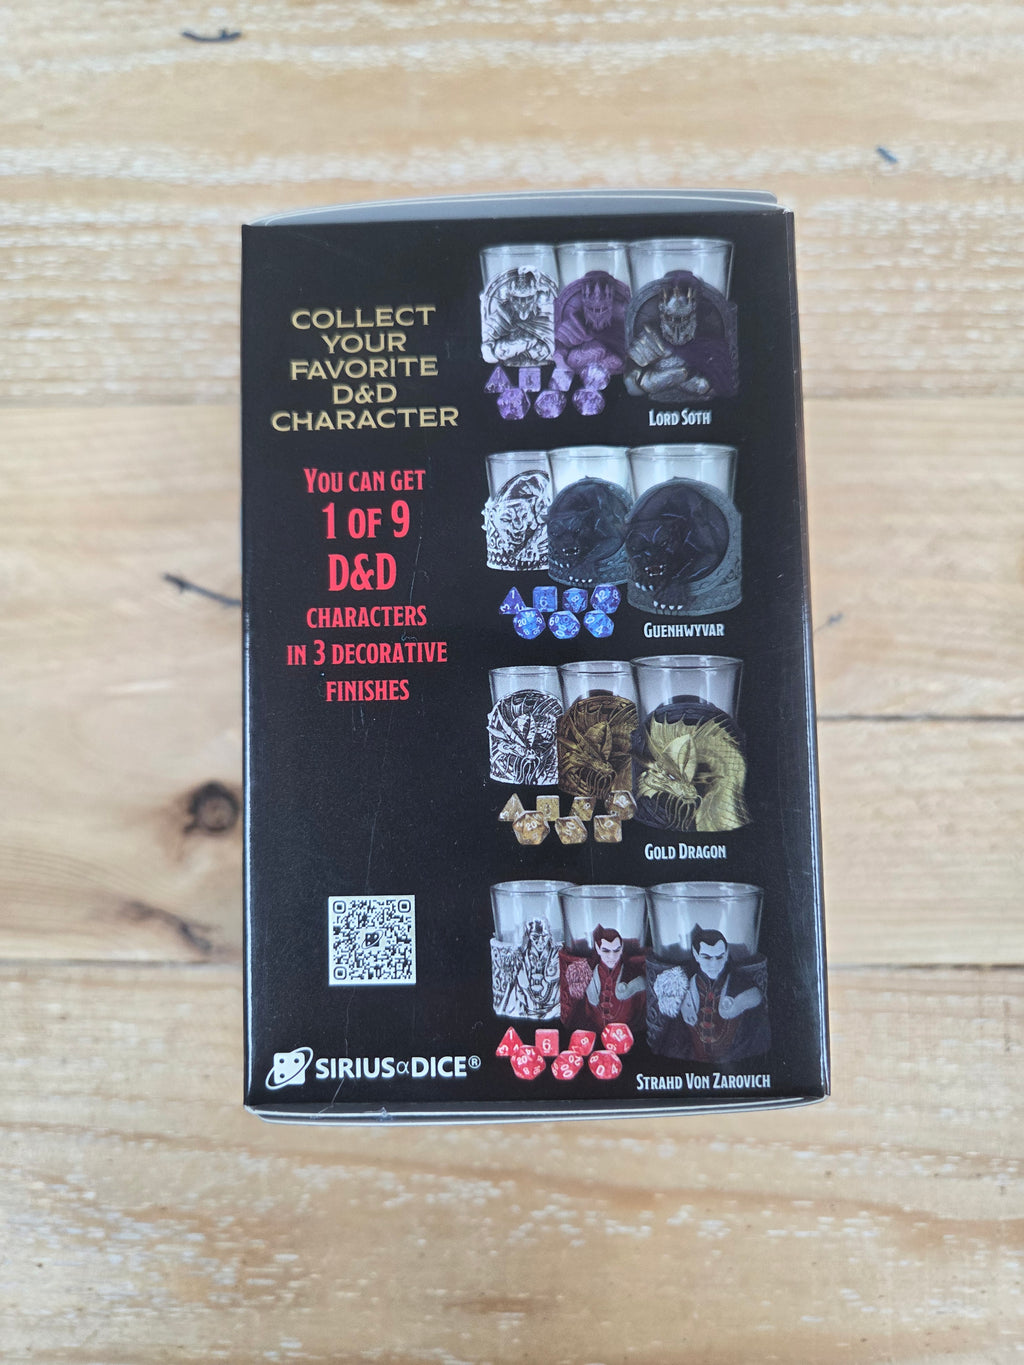 COLLECT
YOUR
FAVORITE
D&D
CHARACTER
YOU CAN GET
1 OF 9
D&D
CHARACTERS
IN 3 DECORATIVE
FINISHES
SIRIUS α DICE®
LORD SOTH
GUENHWYVAR
GOLD DRAGON
STRAHD VON ZAROVICH